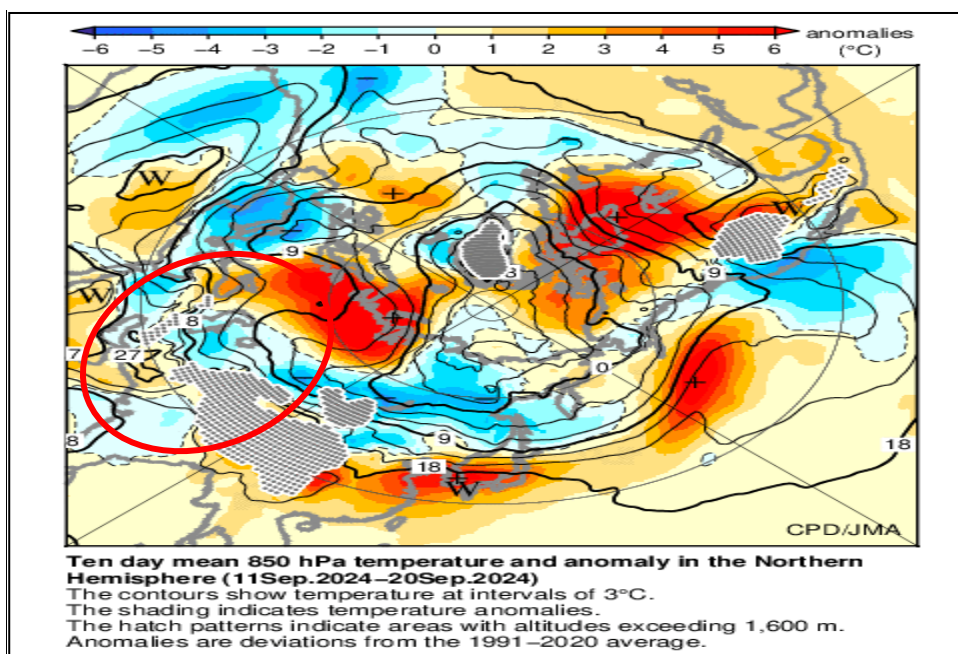 anomalies
−6 −5 −4 −3 −2 −1 0 1 2 3 4 5 6 (°C)
−
+
W
+
W
−
9
3
9
W
8
+
7
27
0
+
8
9
18
18
+
W
CPD/JMA
Ten day mean 850 hPa temperature and anomaly in the Northern
Hemisphere (11Sep.2024−20Sep.2024)
The contours show temperature at intervals of 3°C.
The shading indicates temperature anomalies.
The hatch patterns indicate areas with altitudes exceeding 1,600 m.
Anomalies are deviations from the 1991−2020 average.